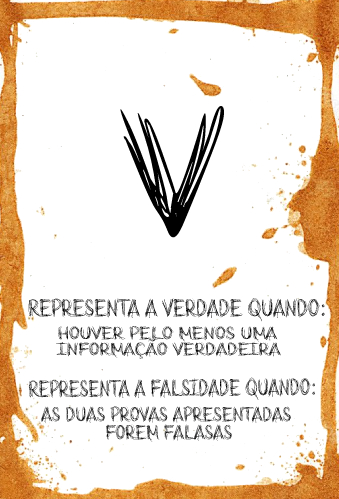 V
REPRESENTA A VERDADE QUANDO:
HOUVER PELO MENOS UMA
INFORMAÇÃO VERDADEIRA
REPRESENTA A FALSIDADE QUANDO:
AS DUAS PROVAS APRESENTADAS
FOREM FALASAS